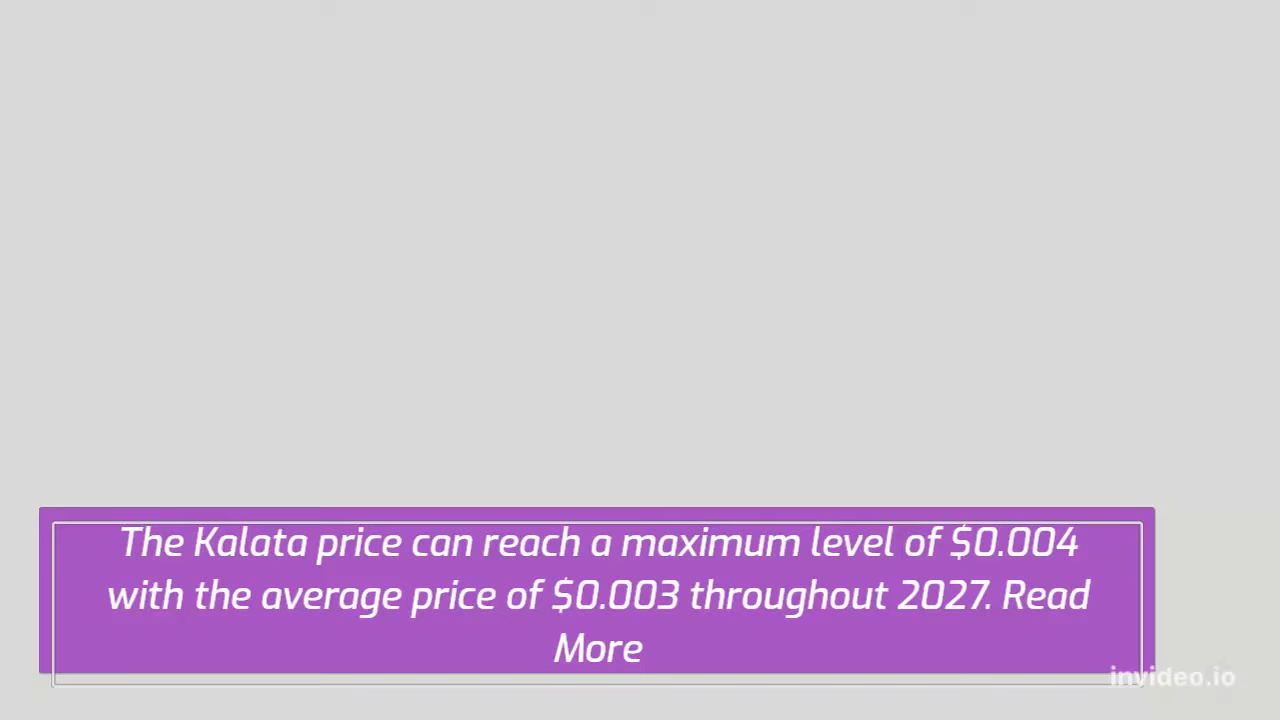 The Kalata price can reach a maximum level of $0.004
with the average price of $0.003 throughout 2027. Read
More
invideo.io